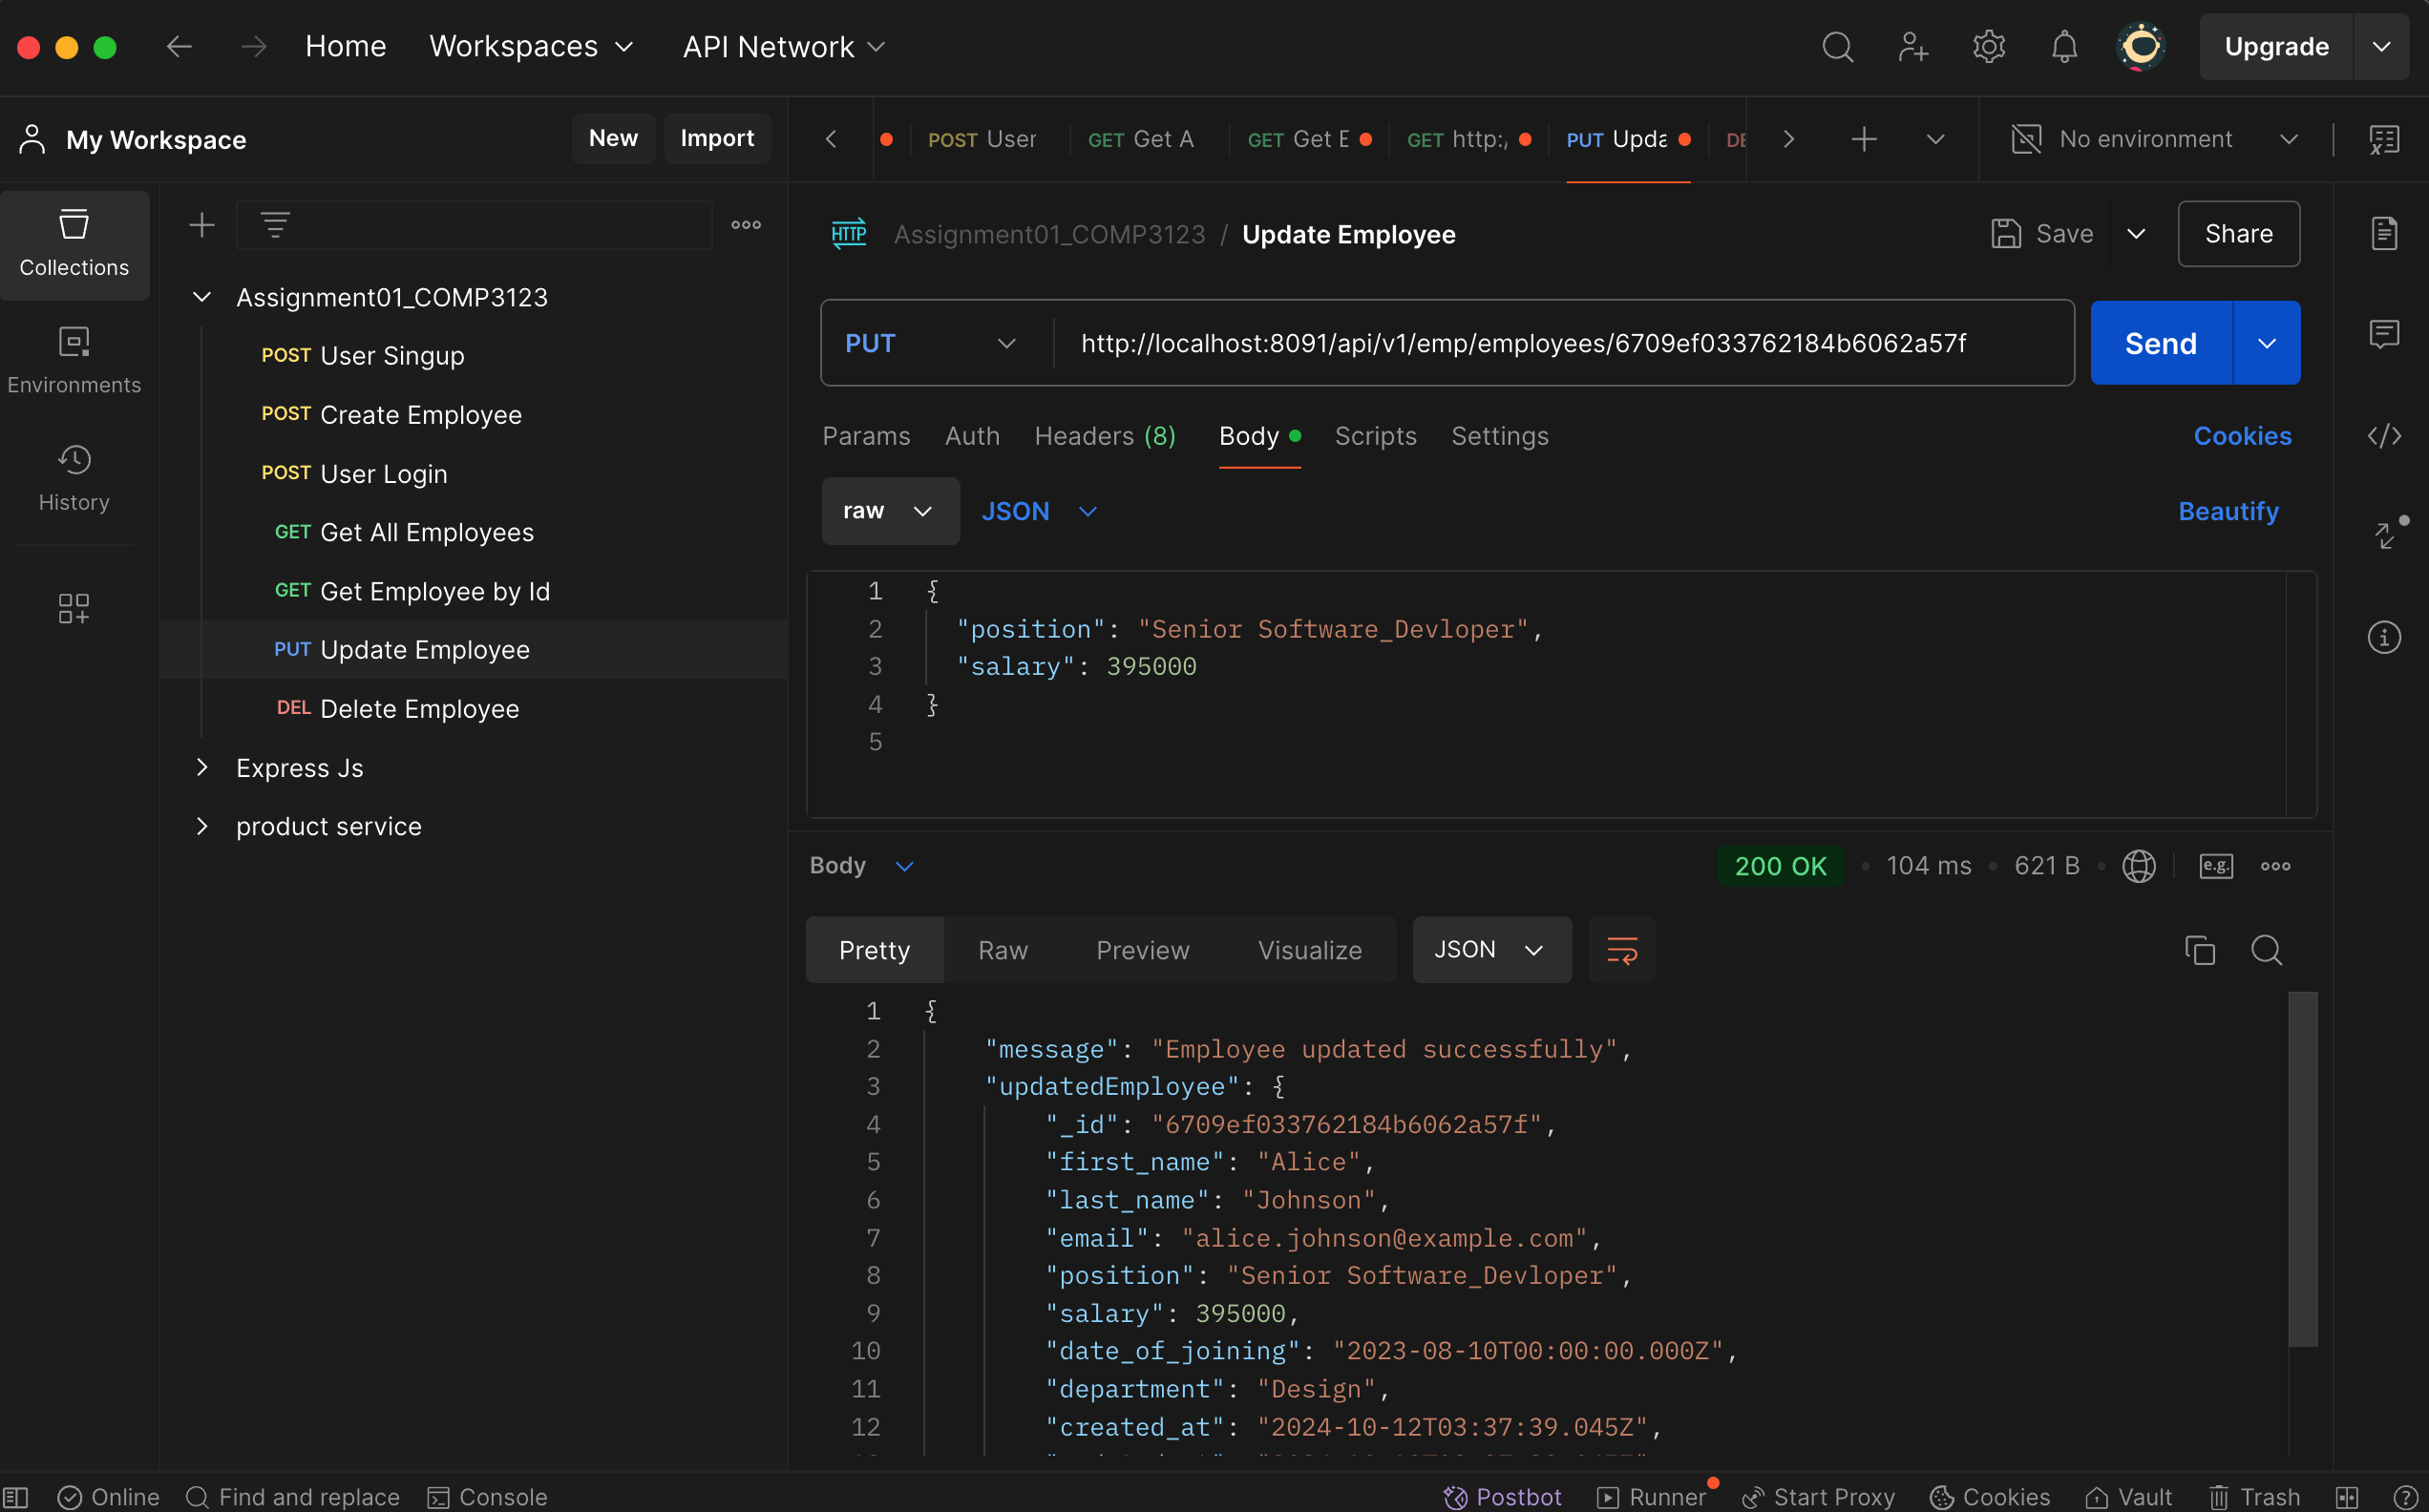 Home Workspaces API Network Upgrade
My Workspace New Import
POST User GET Get A GET Get E GET http:/ PUT Upda DE No environment
Collections
Environments
History
Assignment01_COMP3123
POST User Singup
POST Create Employee
POST User Login
GET Get All Employees
GET Get Employee by Id
PUT Update Employee
DEL Delete Employee
Express Js
product service
HTTP Assignment01_COMP3123 / Update Employee Save Share
PUT http://localhost:8091/api/v1/emp/employees/6709ef033762184b6062a57f Send
Params Auth Headers (8) Body Scripts Settings Cookies
raw JSON Beautify
1 {
2 "position": "Senior Software_Devloper",
3 "salary": 395000
4 }
5
Body 200 OK • 104 ms • 621 B • e.g.
Pretty Raw Preview Visualize JSON
1 {
2 "message": "Employee updated successfully",
3 "updatedEmployee": {
4 "_id": "6709ef033762184b6062a57f",
5 "first_name": "Alice",
6 "last_name": "Johnson",
7 "email": "alice.johnson@example.com",
8 "position": "Senior Software_Devloper",
9 "salary": 395000,
10 "date_of_joining": "2023-08-10T00:00:00.000Z",
11 "department": "Design",
12 "created_at": "2024-10-12T03:37:39.045Z",
Online Find and replace Console Postbot Runner Start Proxy Cookies Vault Trash